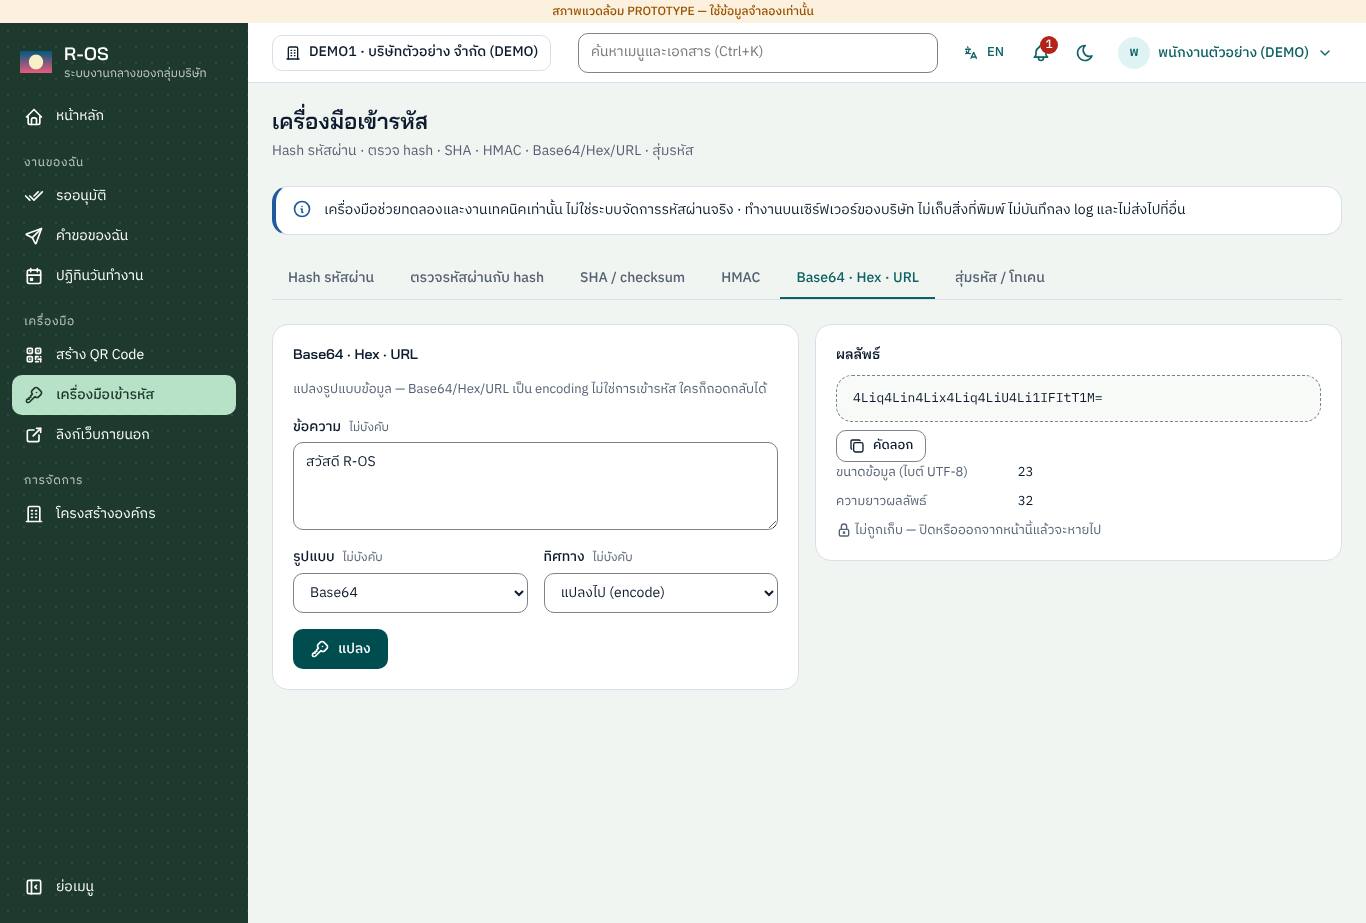 สภาพแวดล้อม PROTOTYPE — ใช้ข้อมูลจำลองเท่านั้น
R-OS
ระบบงานกลางของกลุ่มบริษัท
DEMO1 · บริษัทตัวอย่าง จำกัด (DEMO)
ค้นหาเมนูและเอกสาร (Ctrl+K)
EN
1
พ
พนักงานตัวอย่าง (DEMO)
หน้าหลัก
งานของฉัน
รออนุมัติ
คำขอของฉัน
ปฏิทินวันทำงาน
เครื่องมือ
สร้าง QR Code
เครื่องมือเข้ารหัส
ลิงก์เว็บภายนอก
การจัดการ
โครงสร้างองค์กร
ย่อเมนู
เครื่องมือเข้ารหัส
Hash รหัสผ่าน · ตรวจ hash · SHA · HMAC · Base64/Hex/URL · สุ่มรหัส
เครื่องมือช่วยทดลองและงานเทคนิคเท่านั้น ไม่ใช่ระบบจัดการรหัสผ่านจริง · ทำงานบนเซิร์ฟเวอร์ของบริษัท ไม่เก็บสิ่งที่พิมพ์ ไม่บันทึกลง log และไม่ส่งไปที่อื่น
Hash รหัสผ่าน
ตรวจรหัสผ่านกับ hash
SHA / checksum
HMAC
Base64 · Hex · URL
สุ่มรหัส / โทเคน
Base64 · Hex · URL
แปลงรูปแบบข้อมูล — Base64/Hex/URL เป็น encoding ไม่ใช่การเข้ารหัส ใครก็ถอดกลับได้
ข้อความ ไม่บังคับ
สวัสดี R-OS
รูปแบบ ไม่บังคับ
ทิศทาง ไม่บังคับ
Base64
แปลงไป (encode)
แปลง
ผลลัพธ์
4Liq4Lin4Lix4Liq4LiU4Li1IFItT1M=
คัดลอก
ขนาดข้อมูล (ไบต์ UTF-8) 23
ความยาวผลลัพธ์ 32
ไม่ถูกเก็บ — ปิดหรือออกจากหน้านี้แล้วจะหายไป